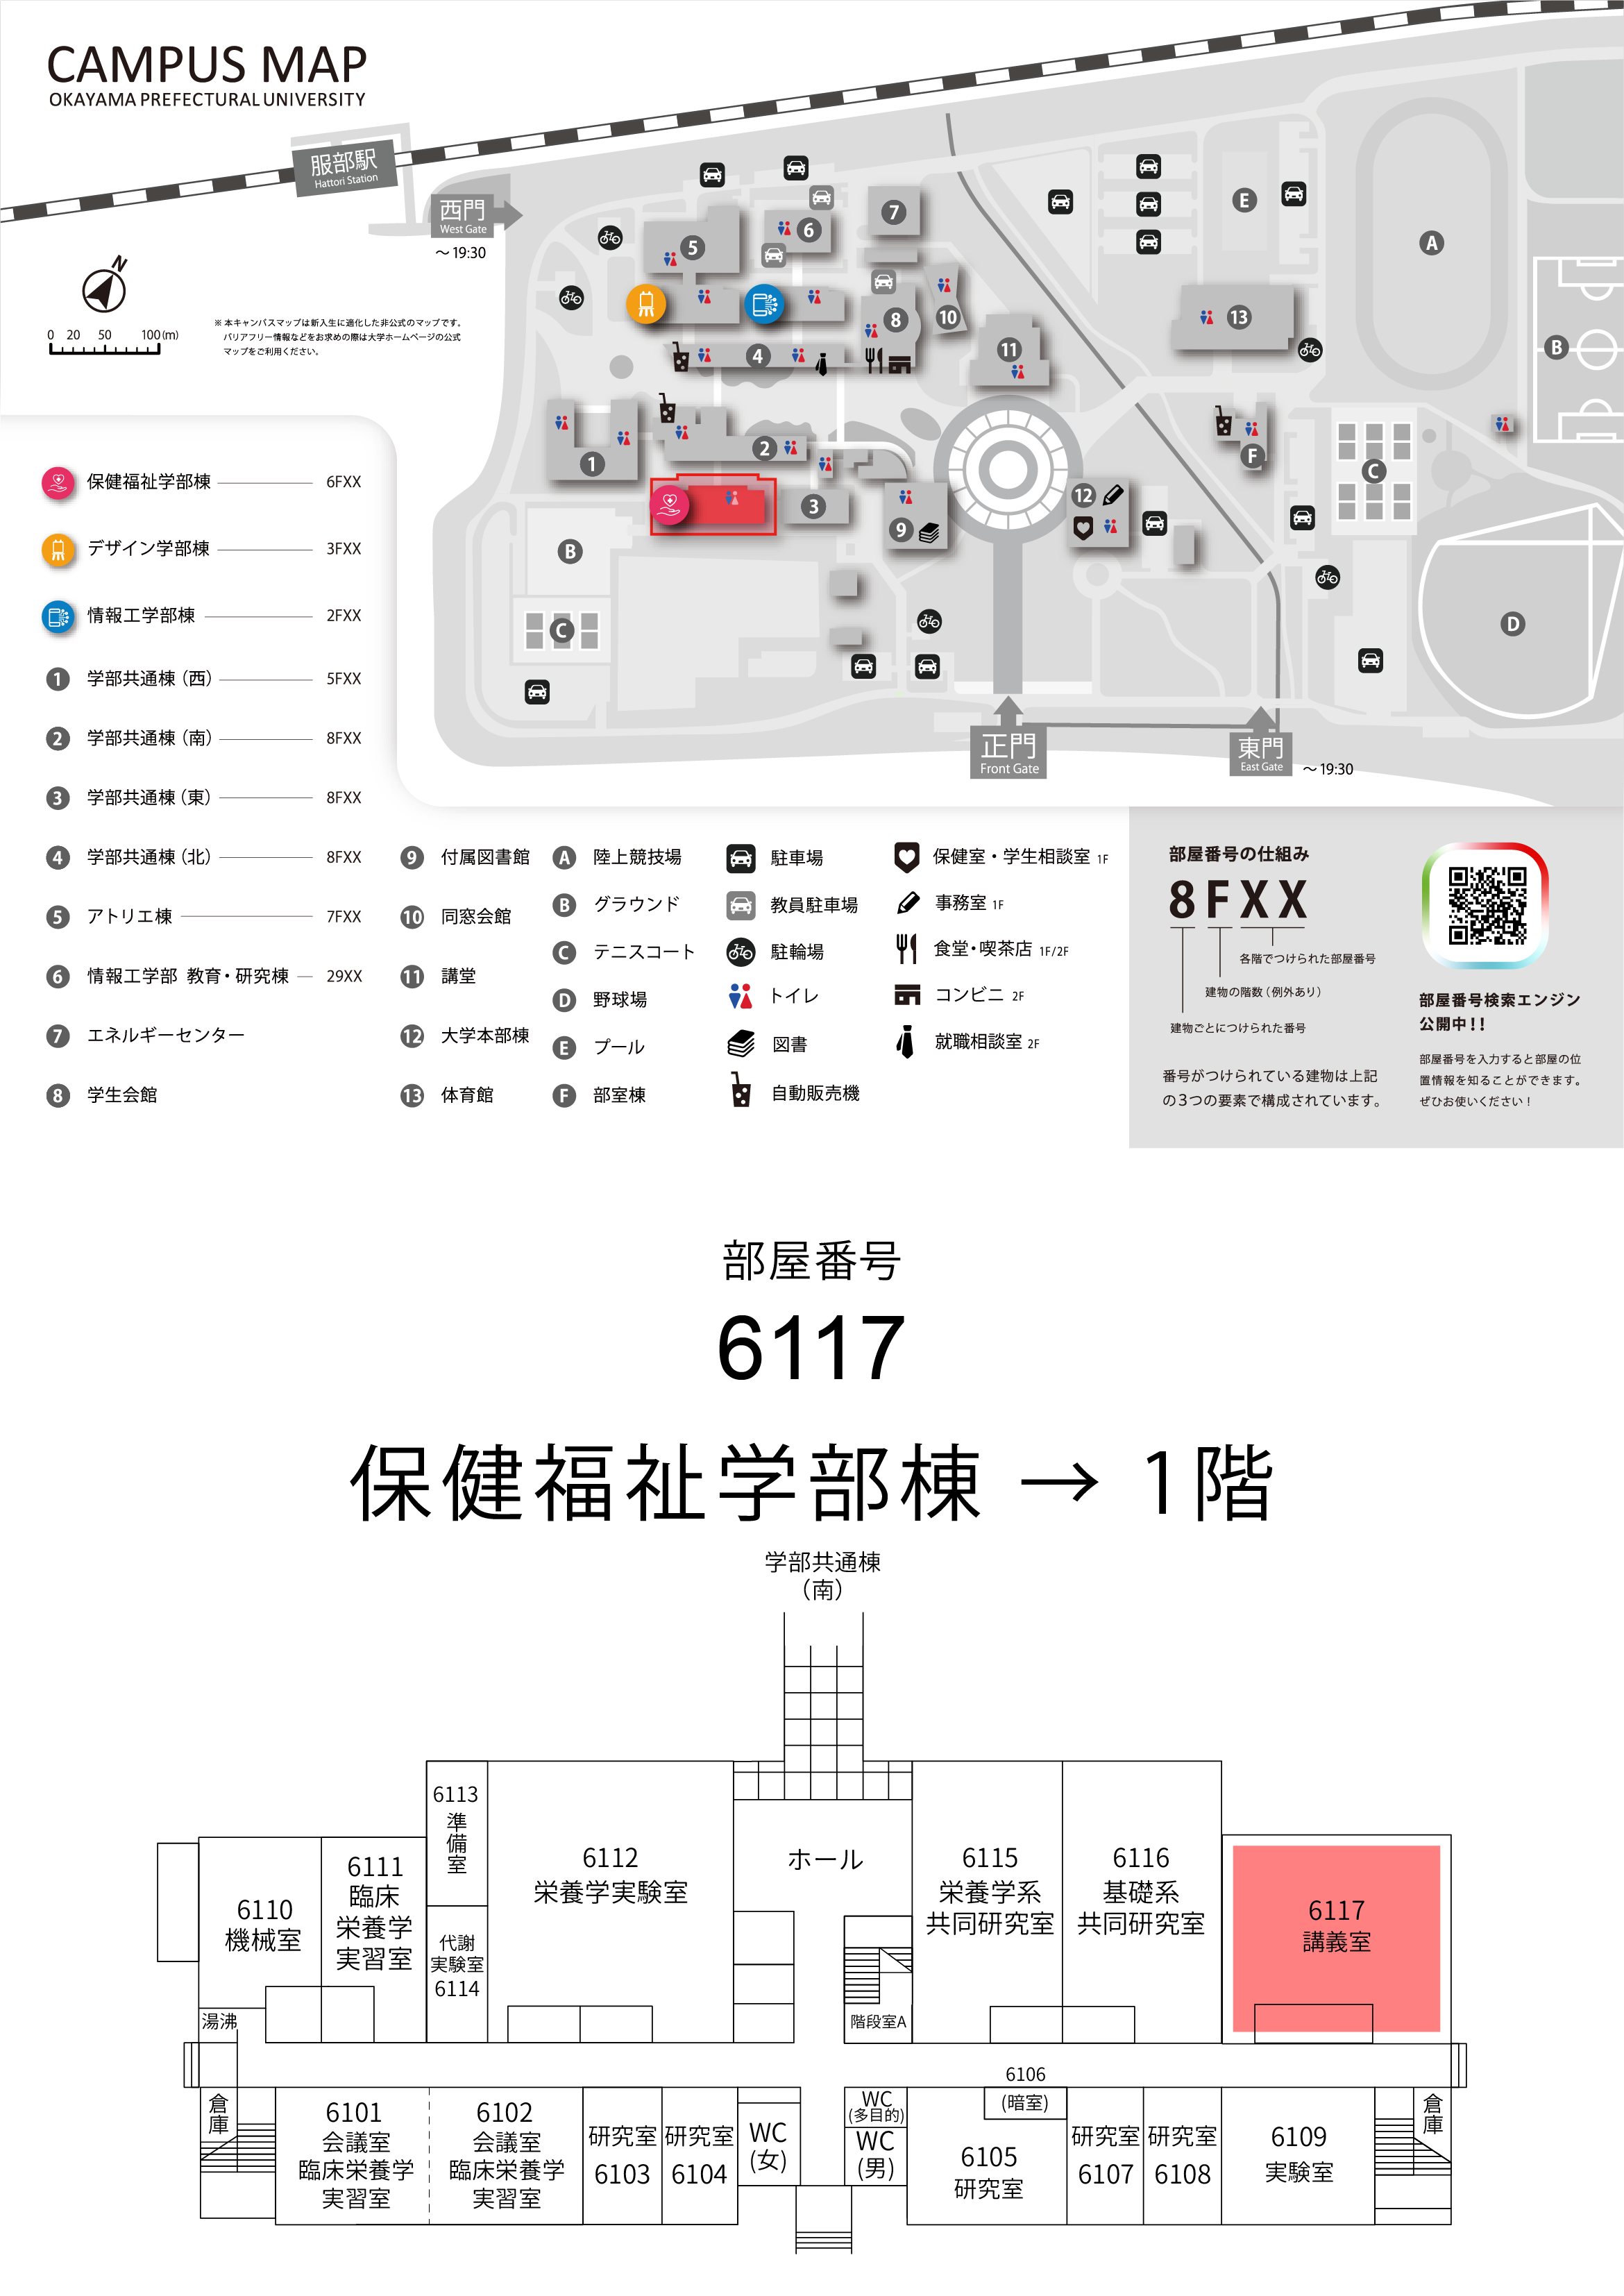 CAMPUS MAP
OKAYAMA PREFECTURAL UNIVERSITY
服部駅
Hattori Station
西門
West Gate
～19:30
N
0 20 50 100(m)
※ 本キャンパスマップは新入生に適化した非公式のマップです。
バリアフリー情報などをお求めの際は大学ホームページの公式
マップをご利用ください。
5
6
7
8
10
4
11
13
E
A
B
1
2
3
9
12
F
C
B
C
D
正門
Front Gate
東門
East Gate
～19:30
保健福祉学部棟 6FXX
デザイン学部棟 3FXX
情報工学部棟 2FXX
1 学部共通棟（西） 5FXX
2 学部共通棟（南） 8FXX
3 学部共通棟（東） 8FXX
4 学部共通棟（北） 8FXX
5 アトリエ棟 7FXX
6 情報工学部 教育・研究棟 29XX
7 エネルギーセンター
8 学生会館
9 付属図書館
10 同窓会館
11 講堂
12 大学本部棟
13 体育館
A 陸上競技場
B グラウンド
C テニスコート
D 野球場
E プール
F 部室棟
駐車場
教員駐車場
駐輪場
トイレ
図書
自動販売機
保健室・学生相談室 1F
事務室 1F
食堂・喫茶店 1F/2F
コンビニ 2F
就職相談室 2F
部屋番号の仕組み
8FXX
各階でつけられた部屋番号
建物の階数（例外あり）
建物ごとにつけられた番号
番号がつけられている建物は上記
の3つの要素で構成されています。
部屋番号検索エンジン
公開中!!
部屋番号を入力すると部屋の位
置情報を知ることができます。
ぜひお使いください！
部屋番号
6117
保健福祉学部棟 → 1階
学部共通棟
（南）
6113
準備室
6110
機械室
6111
臨床
栄養学
実習室
代謝
実験室
6114
6112
栄養学実験室
ホール
階段室A
6115
栄養学系
共同研究室
6116
基礎系
共同研究室
6117
講義室
湯沸
倉庫
6101
会議室
臨床栄養学
実習室
6102
会議室
臨床栄養学
実習室
研究室
6103
研究室
6104
WC
(女)
WC
(多目的)
WC
(男)
6106
(暗室)
6105
研究室
研究室
6107
研究室
6108
6109
実験室
倉庫